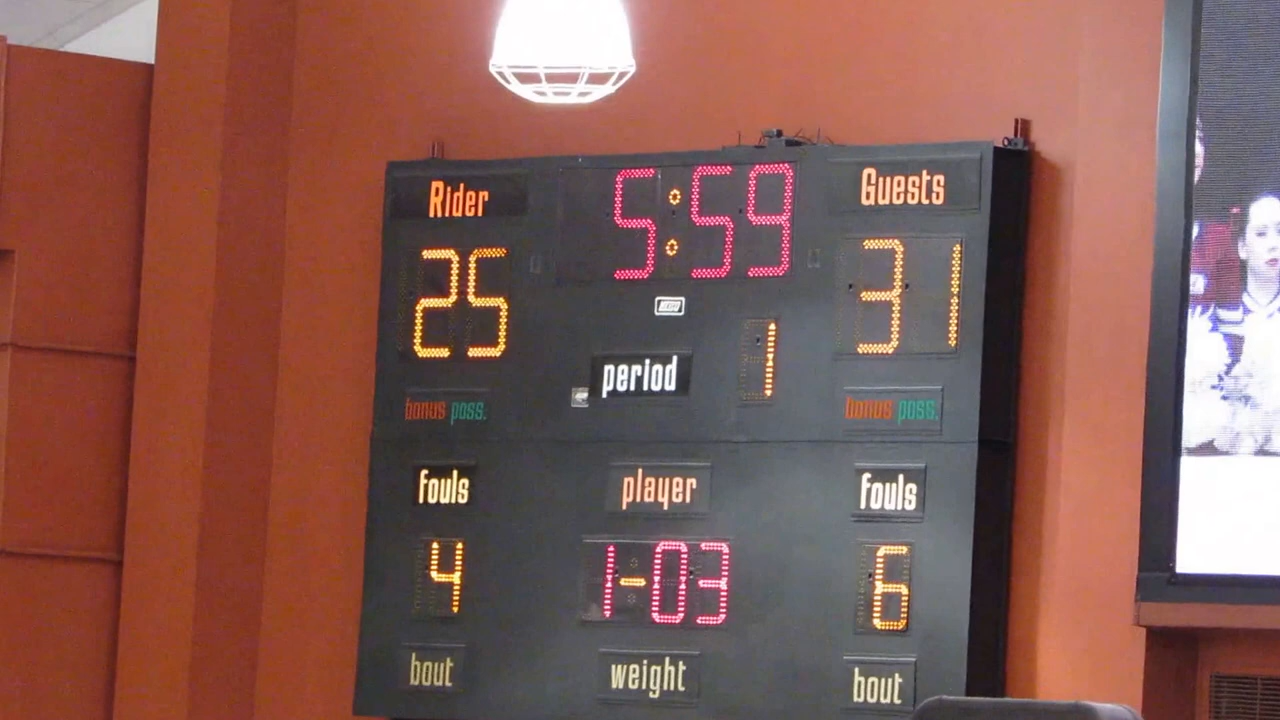 Rider 5:59 Guests
25 31
period 1
bonus poss. bonus poss.
fouls player fouls
4 1-03 6
bout weight bout